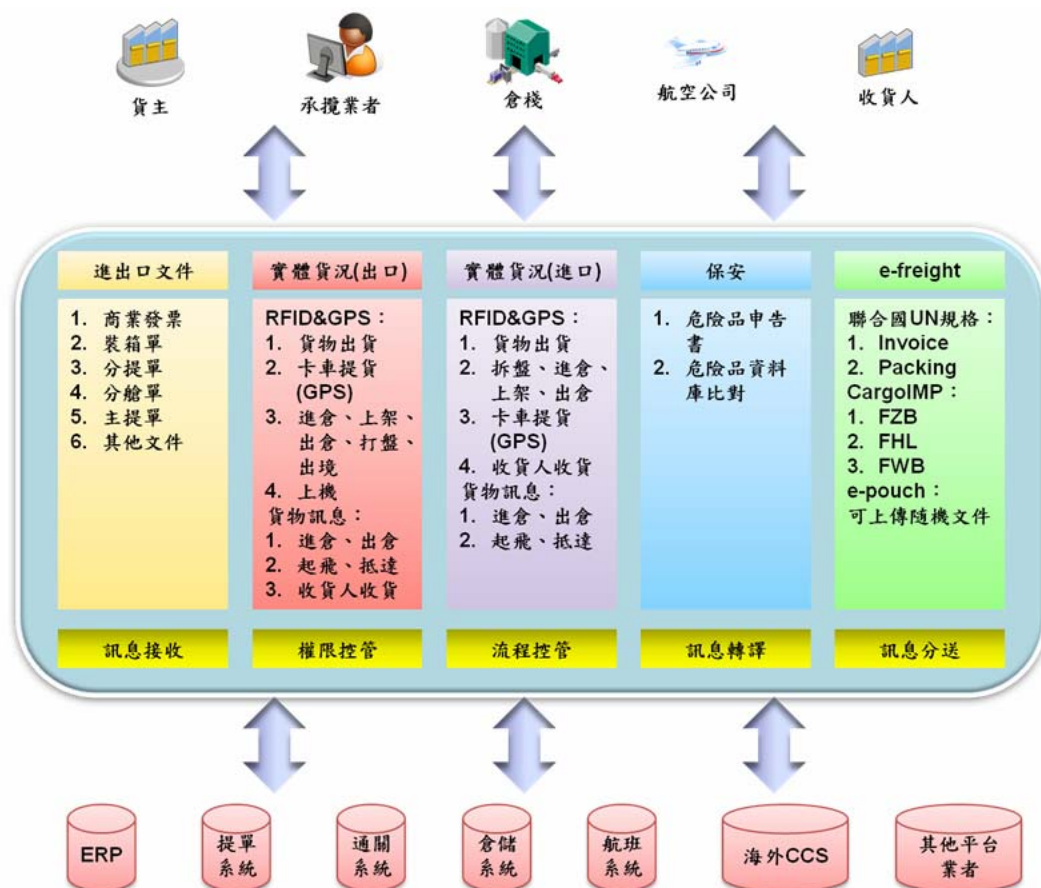 貨主
承攬業者
倉棧
航空公司
收貨人
進出口文件
1. 商業發票
2. 裝箱單
3. 分提單
4. 分艙單
5. 主提單
6. 其他文件
實體貨況(出口)
RFID&GPS：
1. 貨物出貨
2. 卡車提貨
(GPS)
3. 進倉、上架、
出倉、打盤、
出境
4. 上機
貨物訊息：
1. 進倉、出倉
2. 起飛、抵達
3. 收貨人收貨
實體貨況(進口)
RFID&GPS：
1. 貨物出貨
2. 拆盤、進倉、
上架、出倉
3. 卡車提貨
(GPS)
4. 收貨人收貨
貨物訊息：
1. 進倉、出倉
2. 起飛、抵達
保安
1. 危險品申告
書
2. 危險品資料
庫比對
e-freight
聯合國UN規格：
1. Invoice
2. Packing
CargoIMP：
1. FZB
2. FHL
3. FWB
e-pouch：
可上傳隨機文件
訊息接收
權限控管
流程控管
訊息轉譯
訊息分送
ERP
提單
系統
通關
系統
倉儲
系統
航班
系統
海外CCS
其他平台
業者